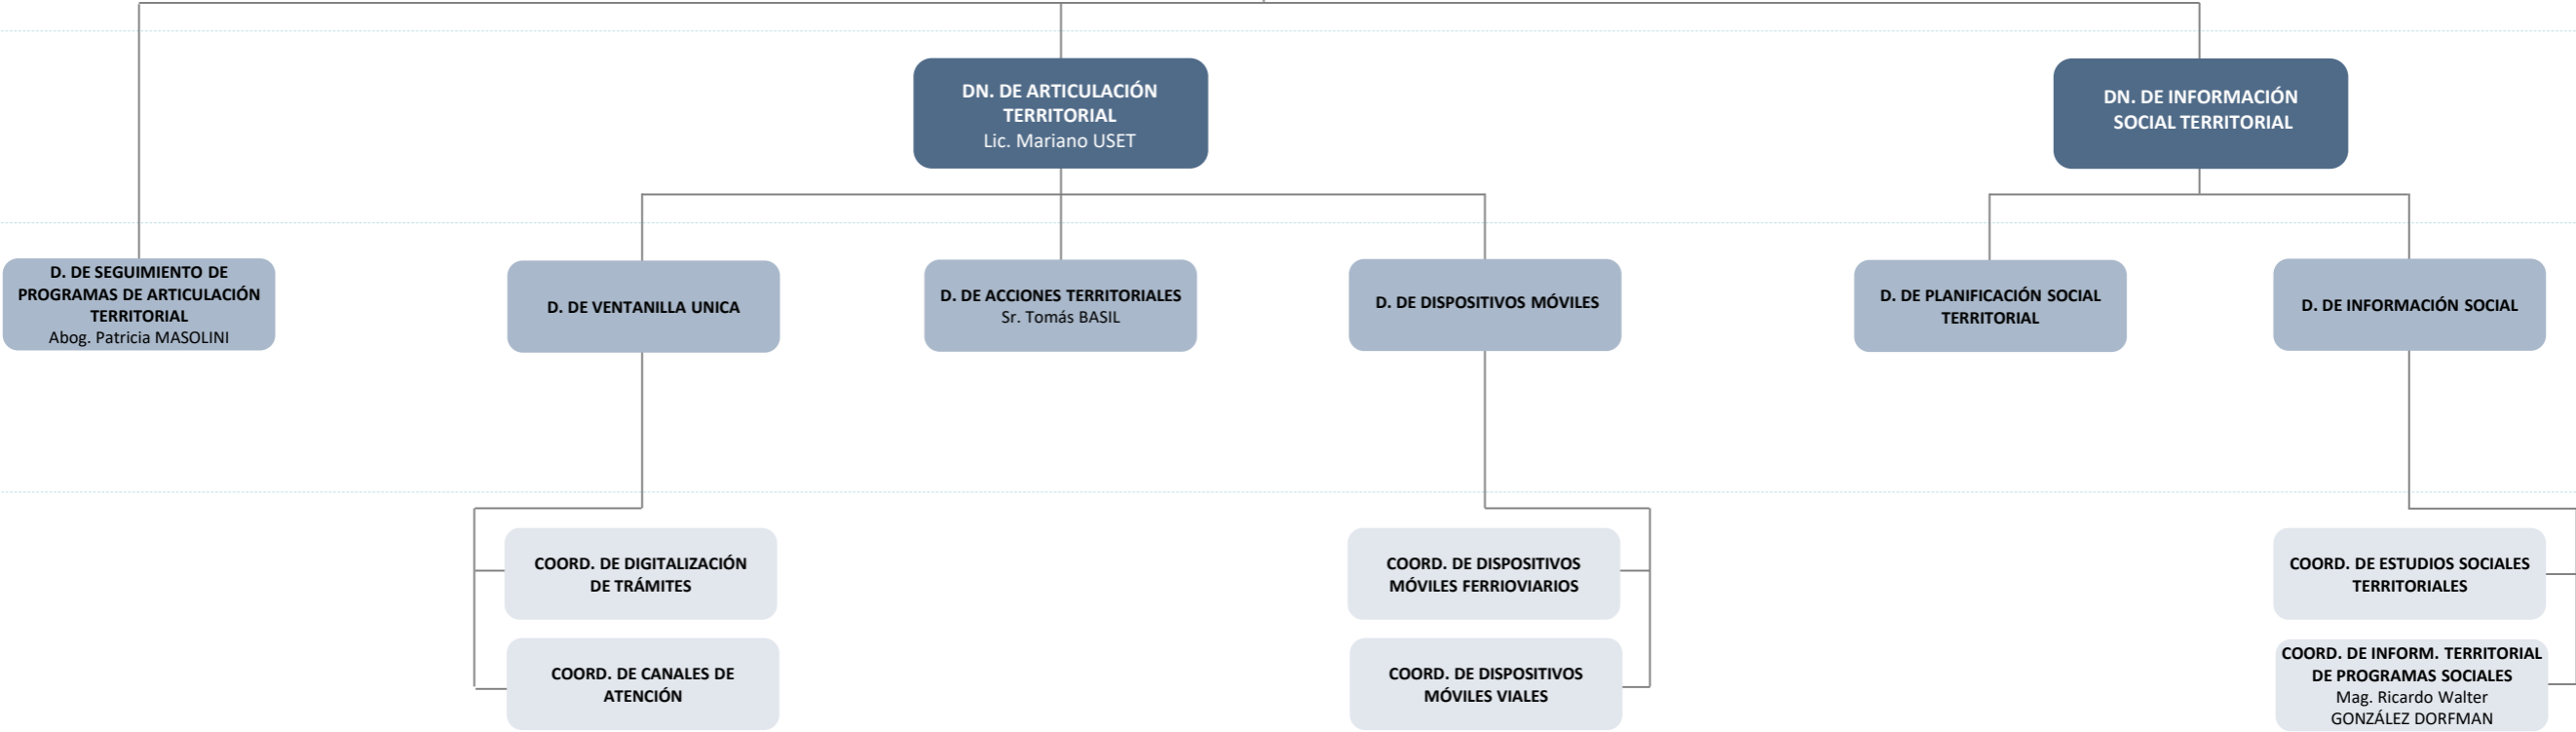 DN. DE ARTICULACIÓN
TERRITORIAL
Lic. Mariano USET
DN. DE INFORMACIÓN
SOCIAL TERRITORIAL
D. DE SEGUIMIENTO DE
PROGRAMAS DE ARTICULACIÓN
TERRITORIAL
Abog. Patricia MASOLINI
D. DE VENTANILLA UNICA
D. DE ACCIONES TERRITORIALES
Sr. Tomás BASIL
D. DE DISPOSITIVOS MÓVILES
D. DE PLANIFICACIÓN SOCIAL
TERRITORIAL
D. DE INFORMACIÓN SOCIAL
COORD. DE DIGITALIZACIÓN
DE TRÁMITES
COORD. DE DISPOSITIVOS
MÓVILES FERRIOVIARIOS
COORD. DE ESTUDIOS SOCIALES
TERRITORIALES
COORD. DE CANALES DE
ATENCIÓN
COORD. DE DISPOSITIVOS
MÓVILES VIALES
COORD. DE INFORM. TERRITORIAL
DE PROGRAMAS SOCIALES
Mag. Ricardo Walter
GONZÁLEZ DORFMAN